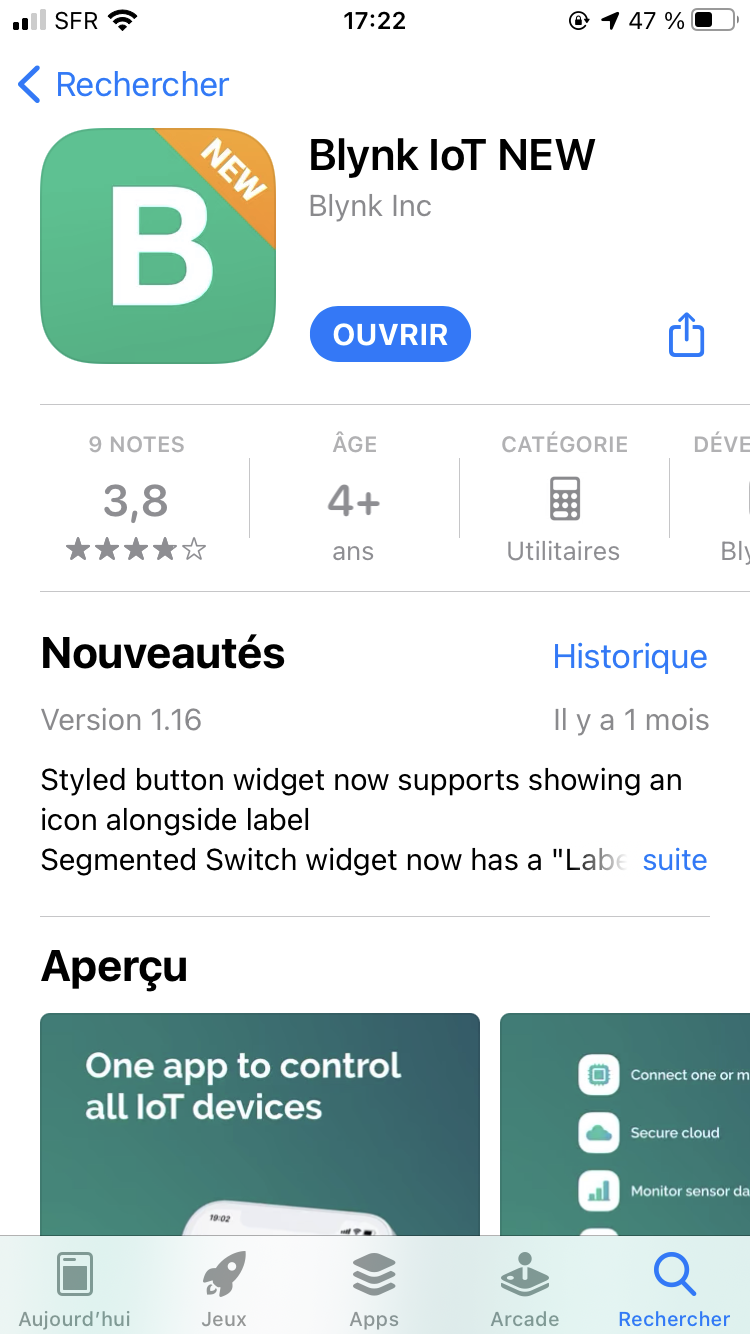 SFR 17:22 47 %
Rechercher
NEW
B
Blynk IoT NEW
Blynk Inc
OUVRIR
9 NOTES
3,8
ÂGE
4+
ans
CATÉGORIE
Utilitaires
DÉVE
Bly
Nouveautés
Historique
Version 1.16
Il y a 1 mois
Styled button widget now supports showing an
icon alongside label
Segmented Switch widget now has a "Labe suite
Aperçu
One app to control
all IoT devices
19:02
Connect one or m
Secure cloud
Monitor sensor da
Aujourd'hui
Jeux
Apps
Arcade
Rechercher